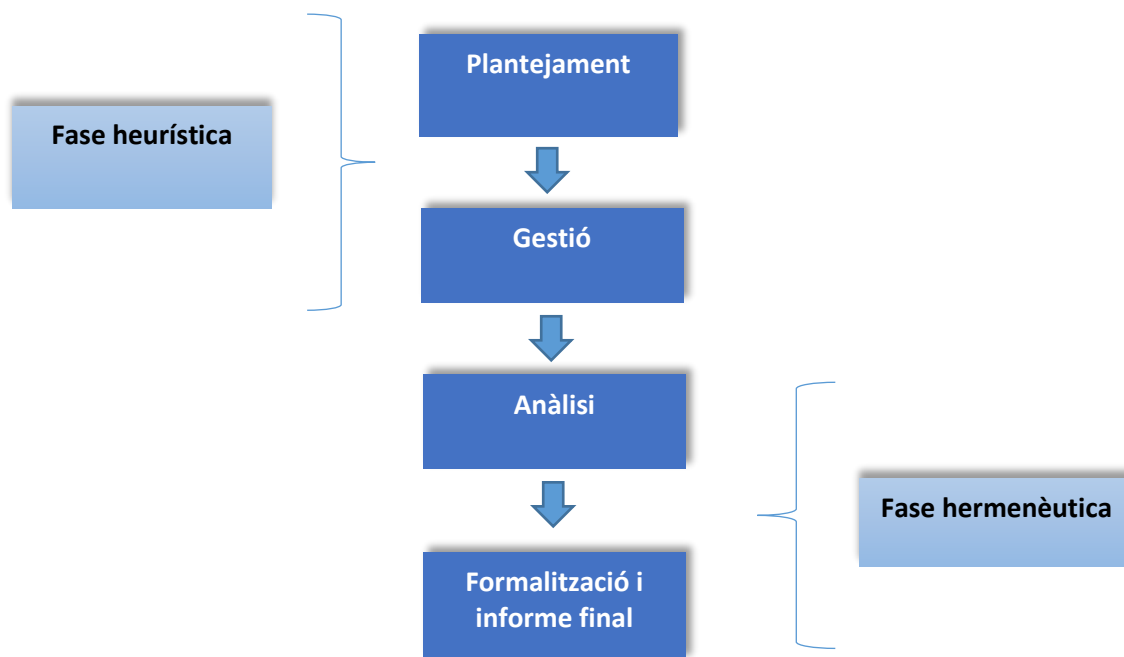 Plantejament
Fase heurística
Gestió
Anàlisi
Fase hermenèutica
Formalització i
informe final